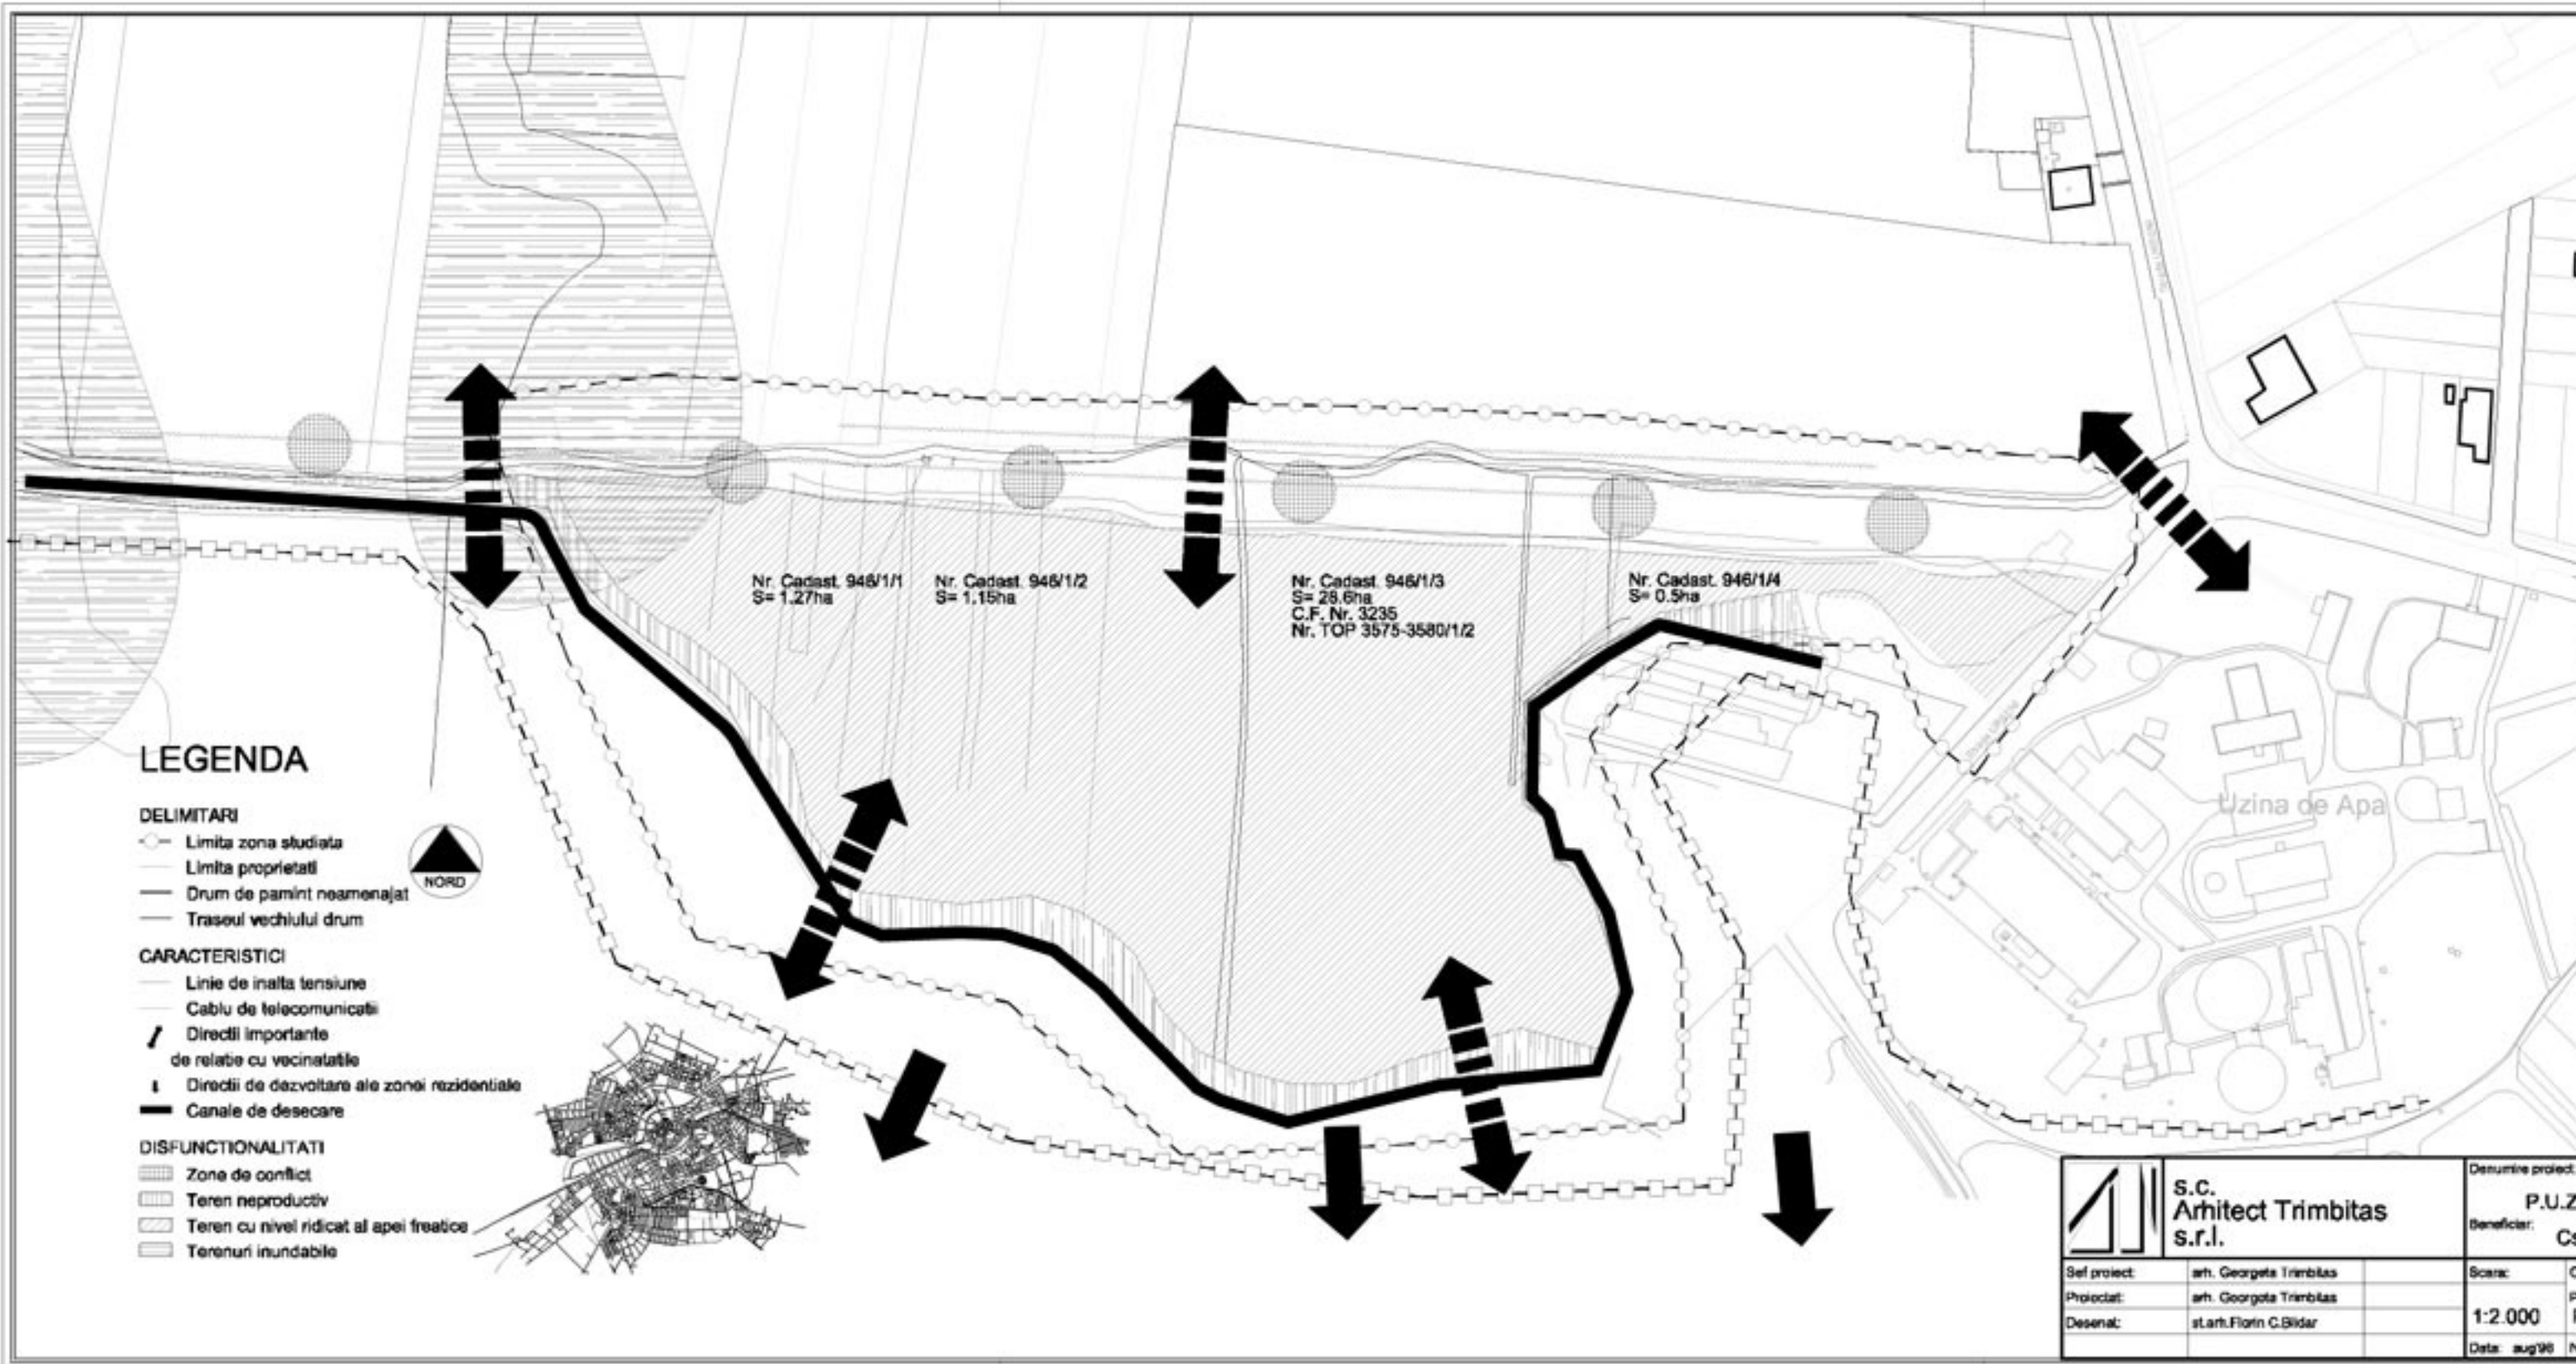 Nr. Cadast. 946/1/1
S= 1.27ha
Nr. Cadast. 946/1/2
S= 1.15ha
Nr. Cadast. 946/1/3
S= 28.6ha
C.F. Nr. 3235
Nr. TOP 3575-3580/1/2
Nr. Cadast. 946/1/4
S= 0.5ha
Uzina de Apa
LEGENDA
DELIMITARI
Limita zona studiata
Limita proprietati
Drum de pamint neamenajat
Traseul vechiului drum
NORD
CARACTERISTICI
Linie de inalta tensiune
Cablu de telecomunicatii
Directii importante
de relatie cu vecinatatile
Directii de dezvoltare ale zonei rezidentiale
Canale de desecare
DISFUNCTIONALITATI
Zone de conflict
Teren neproductiv
Teren cu nivel ridicat al apei freatice
Terenuri inundabile
S.C.
Arhitect Trimbitas
s.r.l.
Denumire proiect
P.U.Z
Beneficiar:
Cs
Sef proiect: arh. Georgeta Trimbitas
Proiectat: arh. Georgeta Trimbitas
Desenat: st.arh.Florin C.Bildar
Scara:
1:2.000
Data: aug'98